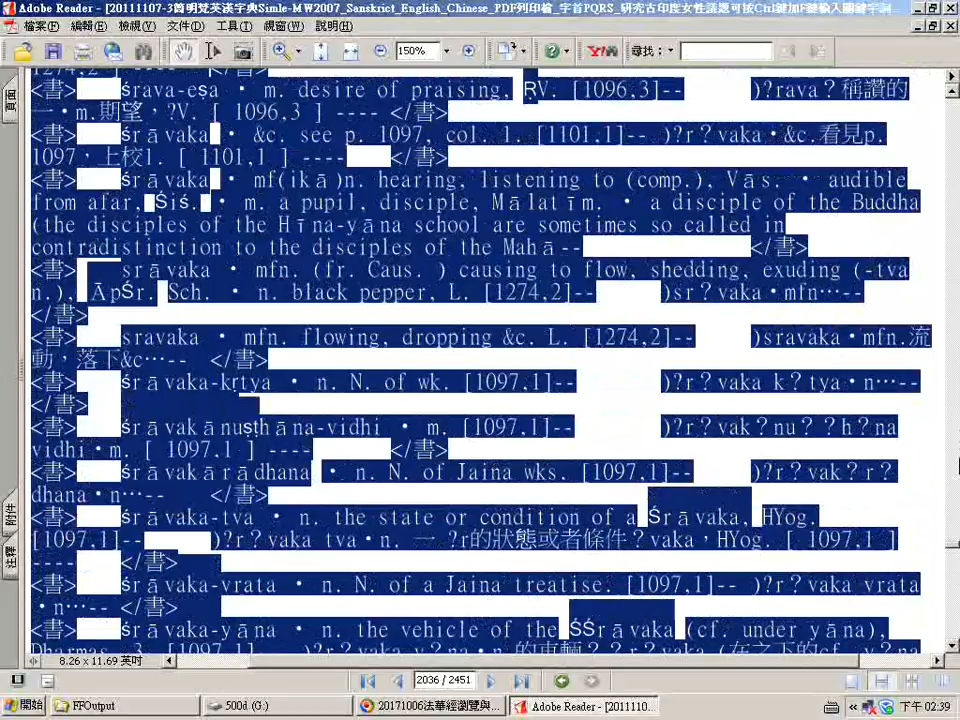 Adobe Reader - [20111107-3簡明梵英漢字典Simle-MW2007_Sanskrict_English_Chinese_PDF列印檔_字首PQRS_研究古印度女性議題可按Ctrl鍵加F鍵輸入關鍵字詞
檔案(F) 編輯(E) 檢視(V) 文件(D) 工具(T) 視窗(W) 說明(H)
150% Y! 尋找：
頁面
<書> śrava-eṣa ‧ m. desire of praising, ṚV. [1096,3]-- )?rava？稱讚的
一‧m.期望，?V. [ 1096,3 ] ---- </書>
<書> śrāvaka ‧ &c. see p. 1097, col. 1. [1101,1]-- )?r？vaka‧&c.看見p.
1097，上校1. [ 1101,1 ] ---- </書>
<書> śrāvaka ‧ mf(ikā)n. hearing, listening to (comp.), Vās. ‧ audible
from afar, Śiś. ‧ m. a pupil, disciple, Mālatīm. ‧ a disciple of the Buddha
(the disciples of the Hīna-yāna school are sometimes so called in
contradistinction to the disciples of the Mahā-- </書>
<書> srāvaka ‧ mfn. (fr. Caus. ) causing to flow, shedding, exuding (-tva
n.), ĀpŚr. Sch. ‧ n. black pepper, L. [1274,2]-- )sr？vaka‧mfn…--
</書>
<書> sravaka ‧ mfn. flowing, dropping &c. L. [1274,2]-- )sravaka‧mfn.流
動，落下&c…-- </書>
<書> śrāvaka-kṛtya ‧ n. N. of wk. [1097,1]-- )?r？vaka k？tya‧n…--
</書>
<書> śrāvakānuṣṭhāna-vidhi ‧ m. [1097,1]-- )?r？vak？nu？？h？na
vidhi‧m. [ 1097,1 ] ---- </書>
<書> śrāvakārādhana ‧ n. N. of Jaina wks. [1097,1]-- )?r？vak？r？
dhana‧n…-- </書>
<書> śrāvaka-tva ‧ n. the state or condition of a Śrāvaka, HYog.
[1097,1]-- )?r？vaka tva‧n. 一 ?r的狀態或者條件？vaka，HYog. [ 1097,1 ]
---- </書>
<書> śrāvaka-vrata ‧ n. N. of a Jaina treatise. [1097,1]-- )?r？vaka vrata
‧n…-- </書>
<書> śrāvaka-yāna ‧ n. the vehicle of the ŚŚrāvaka (cf. under yāna),
附件
注釋
8.26 x 11.69 英吋
2036 / 2451
開始 FFOutput 500d (G:) 20171006法華經瀏覽與... Adobe Reader - [2011110... 下午 02:39